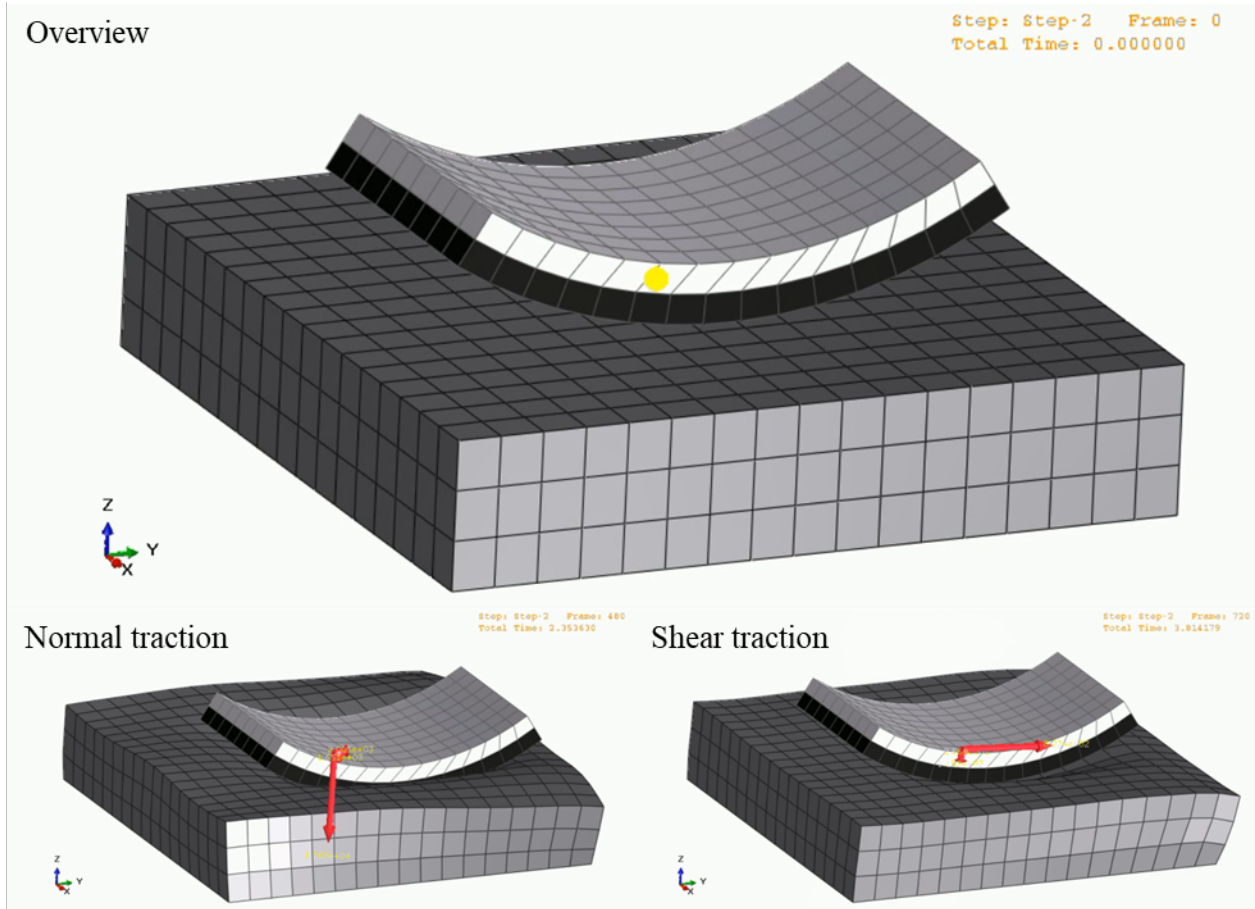 Overview
Step: Step-2 Frame: 0
Total Time: 0.000000
Z
Y
X
Normal traction
Step: Step-2 Frame: 480
Total Time: 2.353630
Z
Y
X
Shear traction
Step: Step-2 Frame: 720
Total Time: 3.814179
Z
Y
X